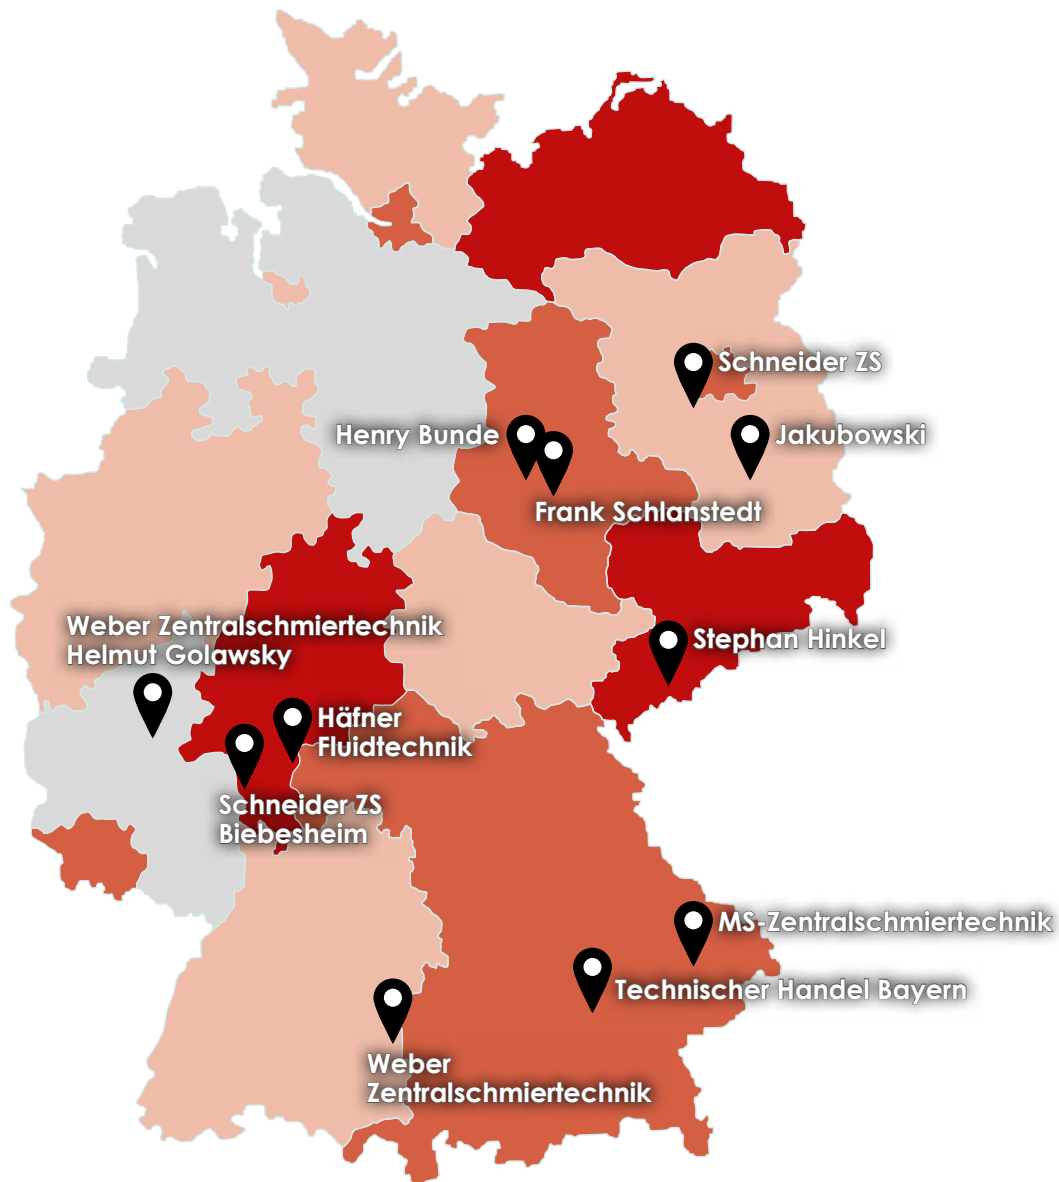 Schneider ZS
Henry Bunde
Jakubowski
Frank Schlanstedt
Weber Zentralschmiertechnik
Helmut Golawsky
Stephan Hinkel
Häfner
Fluidtechnik
Schneider ZS
Biebesheim
MS-Zentralschmiertechnik
Technischer Handel Bayern
Weber
Zentralschmiertechnik